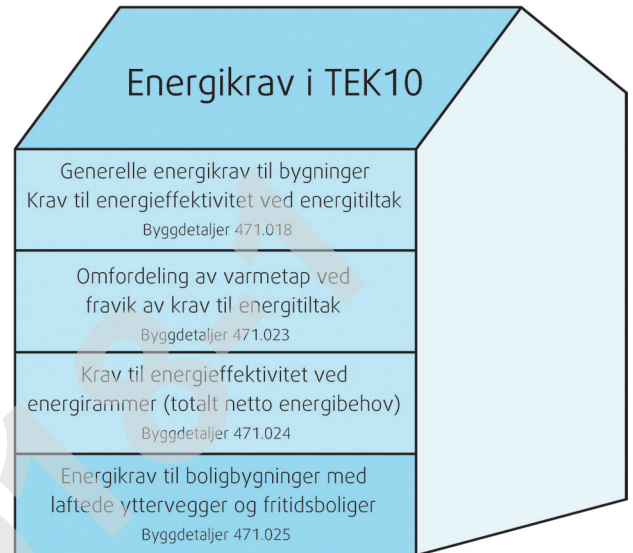 Energikrav i TEK10
Generelle energikrav til bygninger
Krav til energieffektivitet ved energitiltak
Byggdetaljer 471.018
Omfordeling av varmetap ved
fravik av krav til energitiltak
Byggdetaljer 471.023
Krav til energieffektivitet ved
energirammer (totalt netto energibehov)
Byggdetaljer 471.024
Energikrav til boligbygninger med
laftede yttervegger og fritidsboliger
Byggdetaljer 471.025